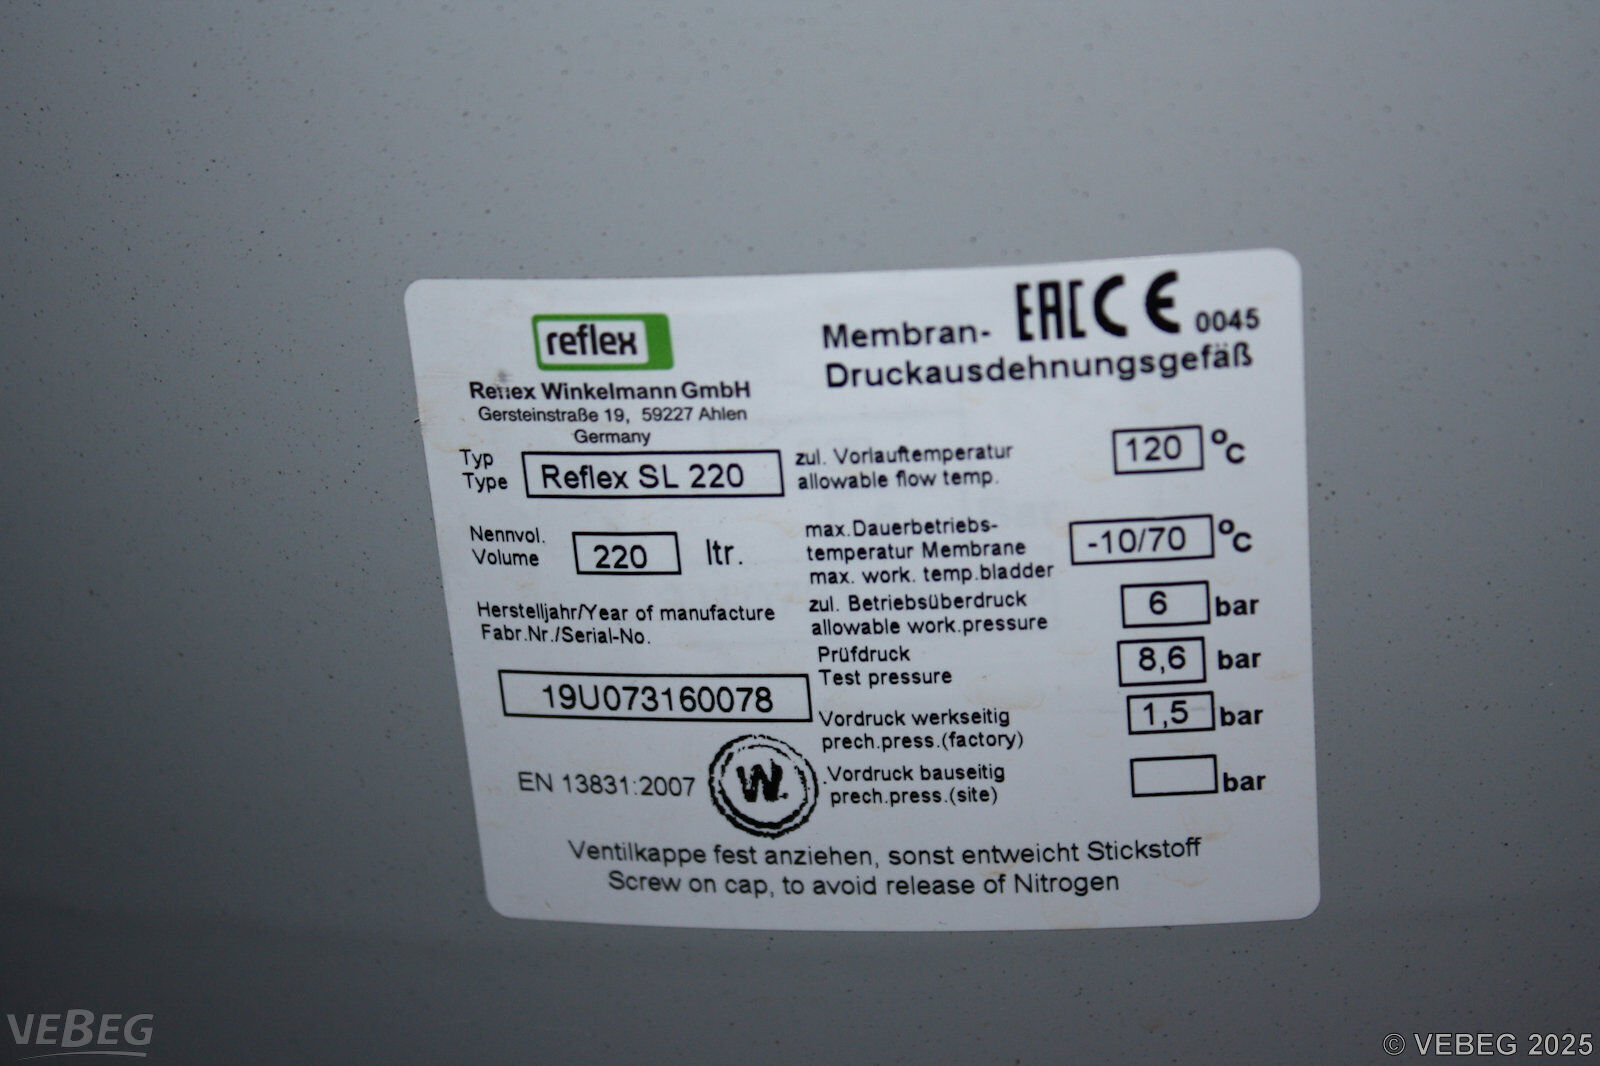 reflex
Reflex Winkelmann GmbH
Gersteinstraße 19, 59227 Ahlen
Germany
Membran- EAC CE 0045
Druckausdehnungsgefäß
Typ
Type Reflex SL 220
Nennvol.
Volume 220 ltr.
Herstelljahr/Year of manufacture
Fabr.Nr./Serial-No.
19U073160078
EN 13831:2007 W
zul. Vorlauftemperatur
allowable flow temp. 120 °C
max.Dauerbetriebs-
temperatur Membrane
max. work. temp.bladder -10/70 °C
zul. Betriebsüberdruck
allowable work.pressure 6 bar
Prüfdruck
Test pressure 8,6 bar
Vordruck werkseitig
prech.press.(factory) 1,5 bar
Vordruck bauseitig
prech.press.(site) bar
Ventilkappe fest anziehen, sonst entweicht Stickstoff
Screw on cap, to avoid release of Nitrogen
VEBEG
© VEBEG 2025